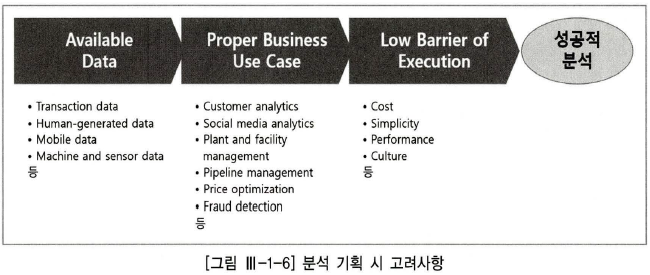 Available
Data
Proper Business
Use Case
Low Barrier of
Execution
성공적
분석
• Transaction data
• Human-generated data
• Mobile data
• Machine and sensor data
등
• Customer analytics
• Social media analytics
• Plant and facility
management
• Pipeline management
• Price optimization
• Fraud detection
등
• Cost
• Simplicity
• Performance
• Culture
등
[그림 Ⅲ-1-6] 분석 기획 시 고려사항